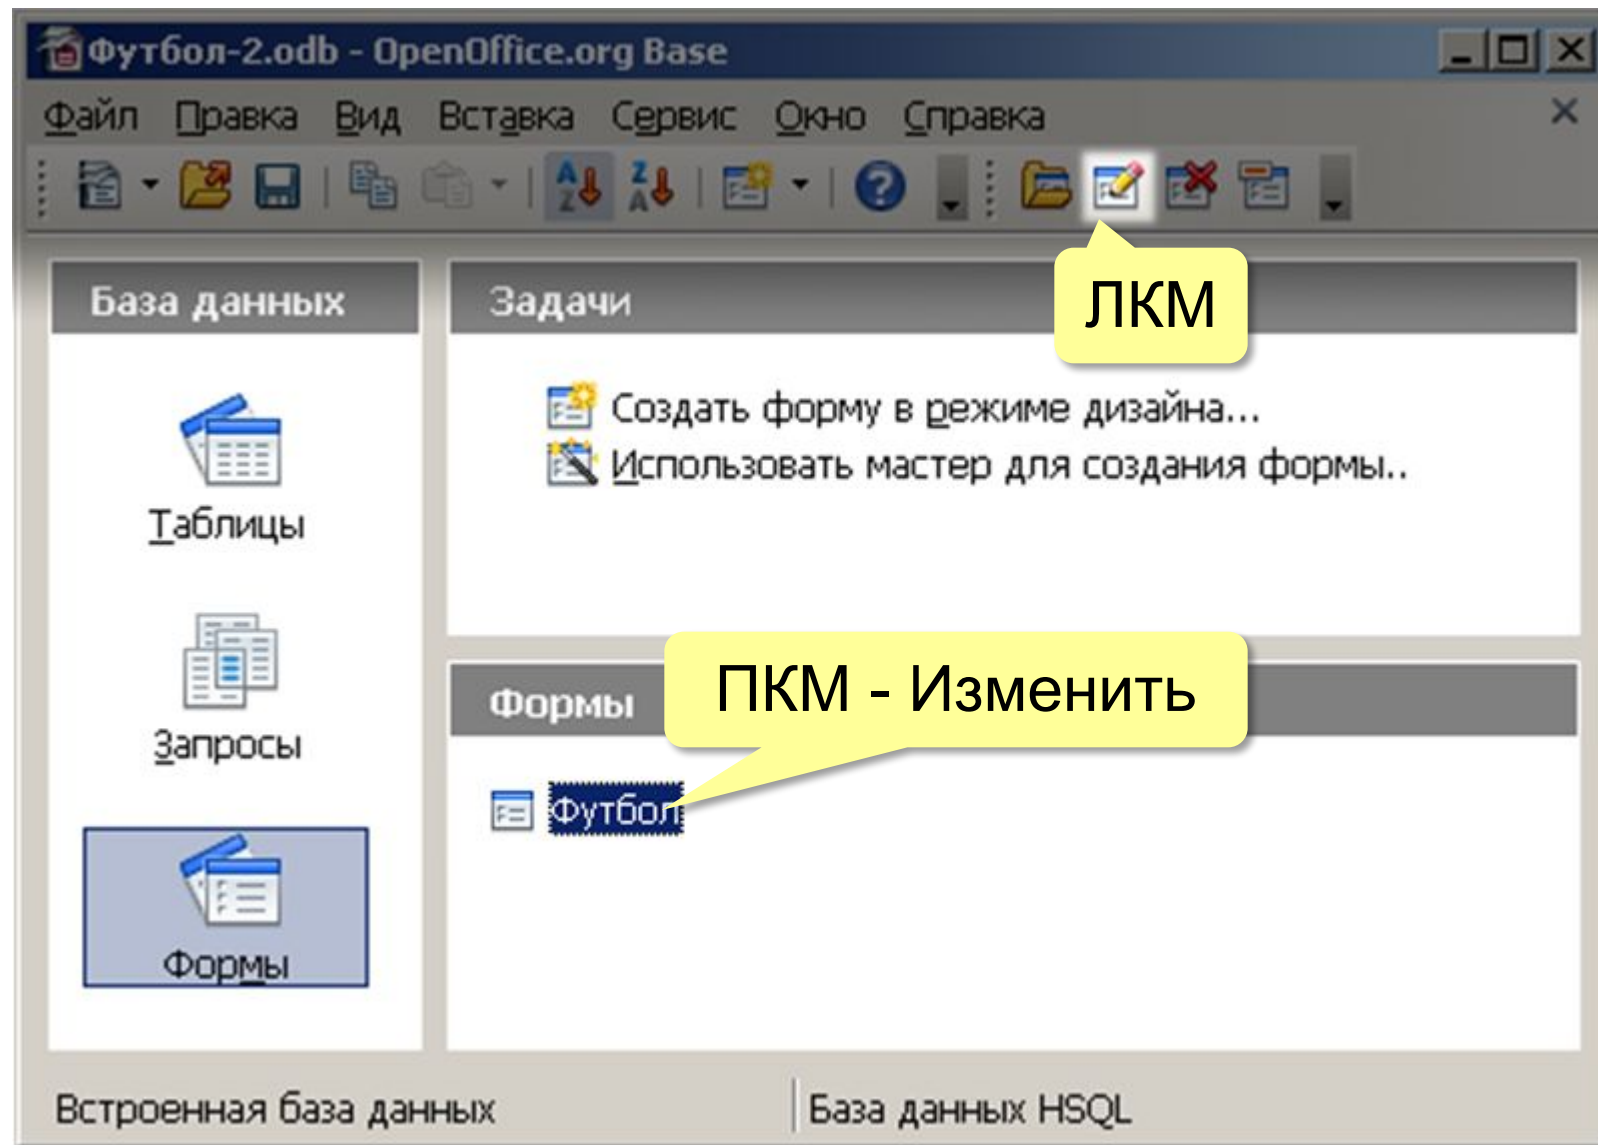 Футбол-2.odb - OpenOffice.org Base
Файл Правка Вид Вставка Сервис Окно Справка
ЛКМ
База данных
Задачи
Создать форму в режиме дизайна...
Использовать мастер для создания формы..
Таблицы
Запросы
Формы
Формы
ПКМ - Изменить
Футбол
Встроенная база данных
База данных HSQL